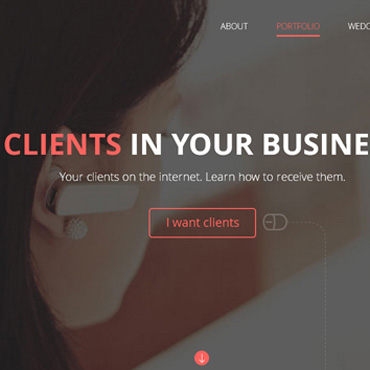 ABOUT PORTFOLIO WEDO
CLIENTS IN YOUR BUSINE
Your clients on the internet. Learn how to receive them.
I want clients